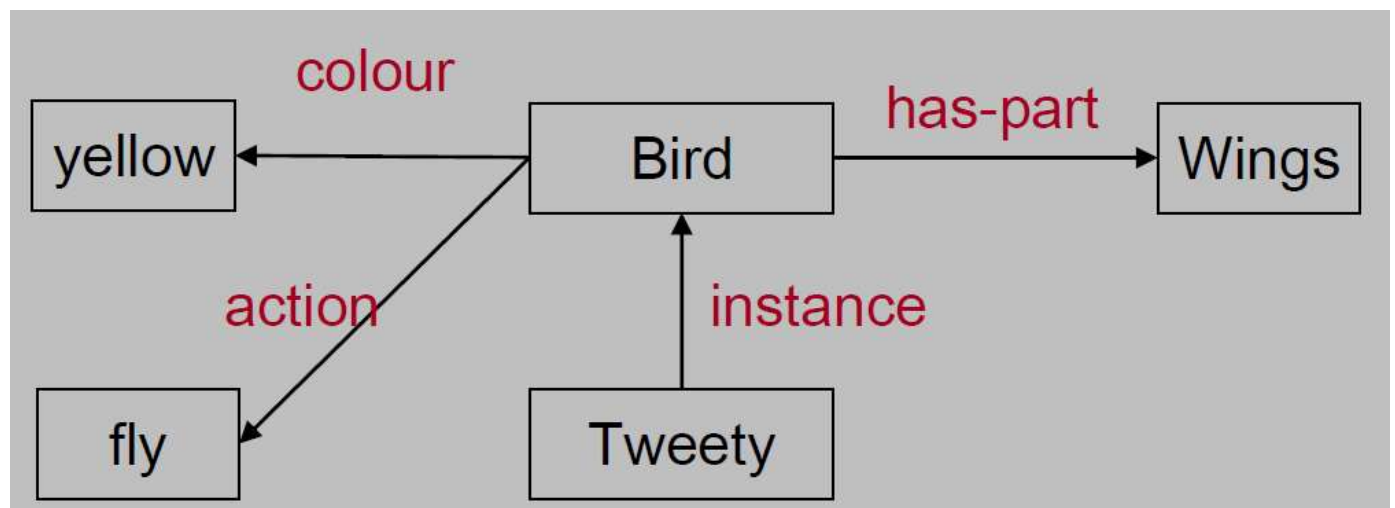 colour
has-part
yellow
Bird
Wings
action
instance
fly
Tweety